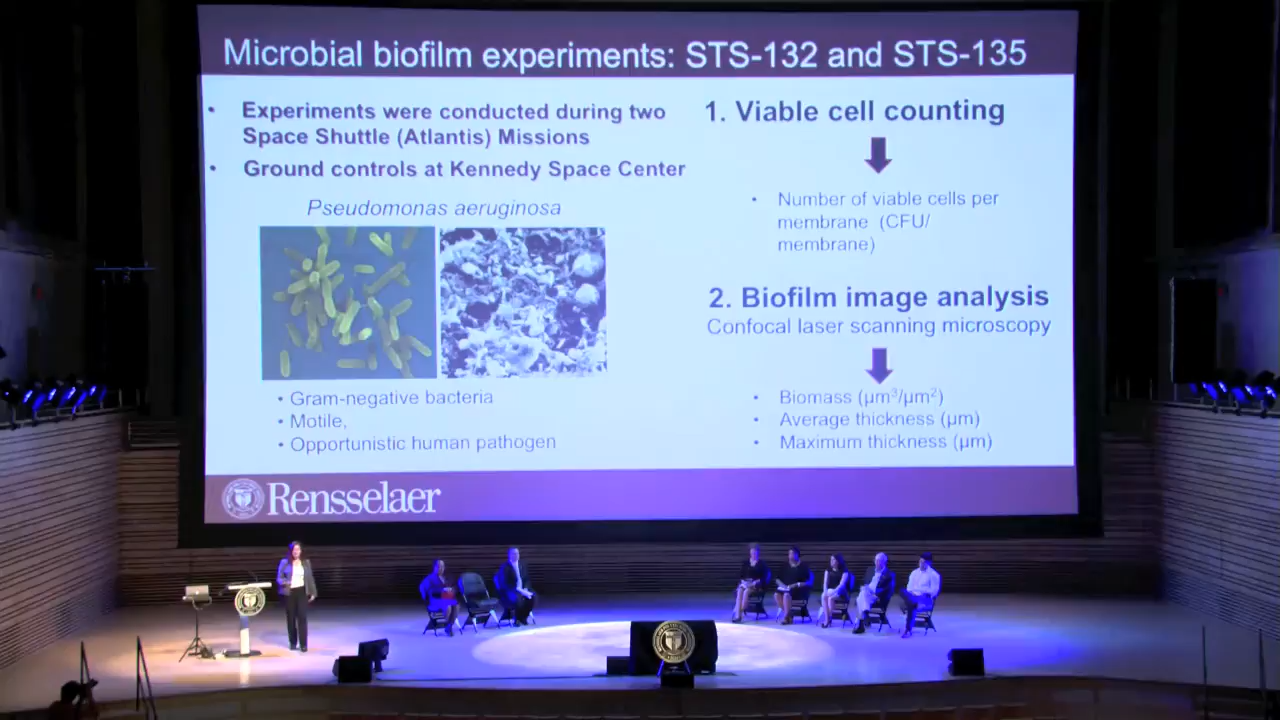 Microbial biofilm experiments: STS-132 and STS-135
• Experiments were conducted during two
Space Shuttle (Atlantis) Missions
• Ground controls at Kennedy Space Center
Pseudomonas aeruginosa
• Gram-negative bacteria
• Motile,
• Opportunistic human pathogen
1. Viable cell counting
• Number of viable cells per
membrane (CFU/
membrane)
2. Biofilm image analysis
Confocal laser scanning microscopy
• Biomass (µm³/µm²)
• Average thickness (µm)
• Maximum thickness (µm)
Rensselaer